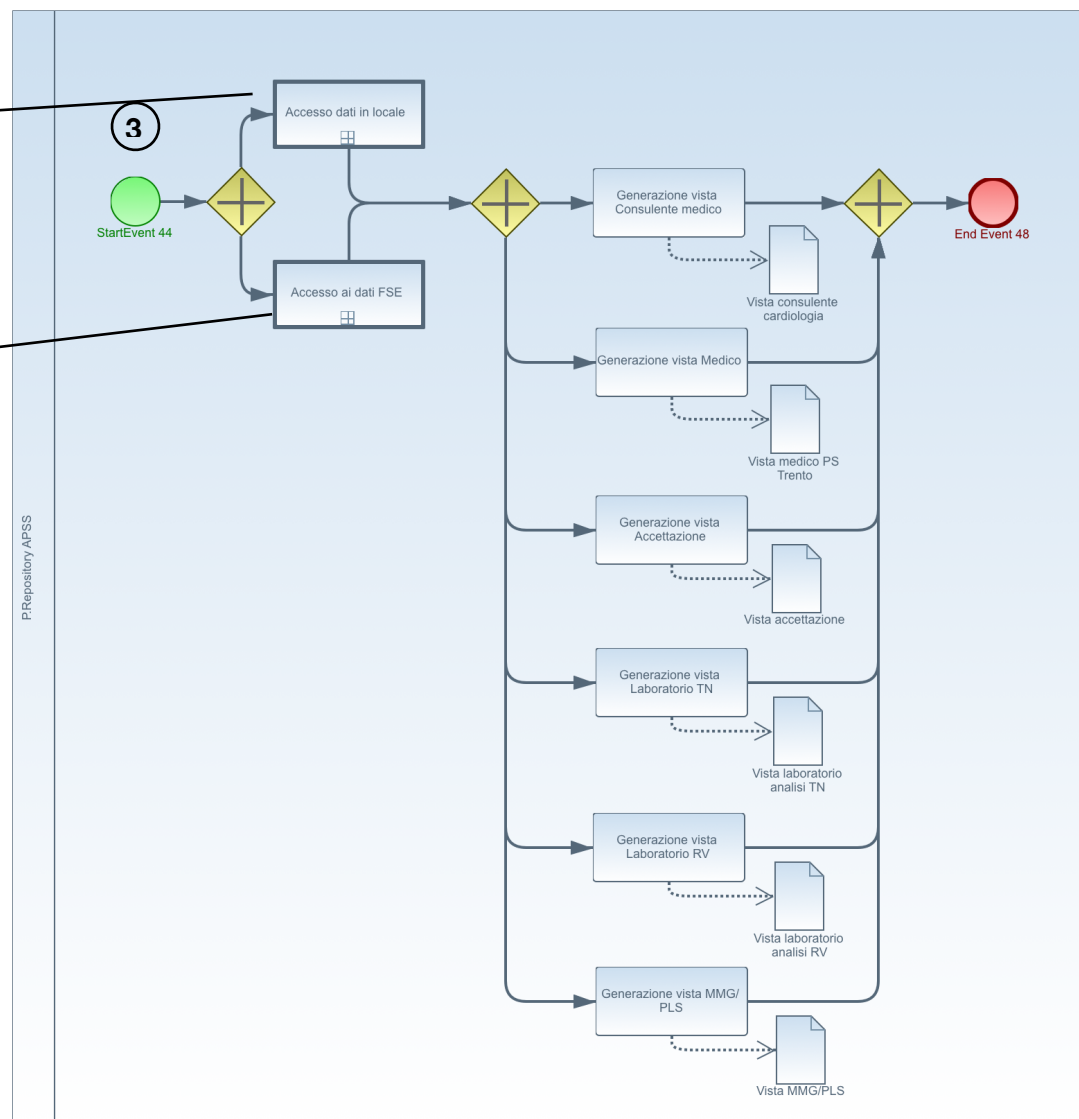 P.Repository APSS
3
StartEvent 44
Accesso dati in locale
Accesso ai dati FSE
Generazione vista
Consulente medico
Vista consulente
cardiologia
End Event 48
Generazione vista Medico
Vista medico PS
Trento
Generazione vista
Accettazione
Vista accettazione
Generazione vista
Laboratorio TN
Vista laboratorio
analisi TN
Generazione vista
Laboratorio RV
Vista laboratorio
analisi RV
Generazione vista MMG/
PLS
Vista MMG/PLS